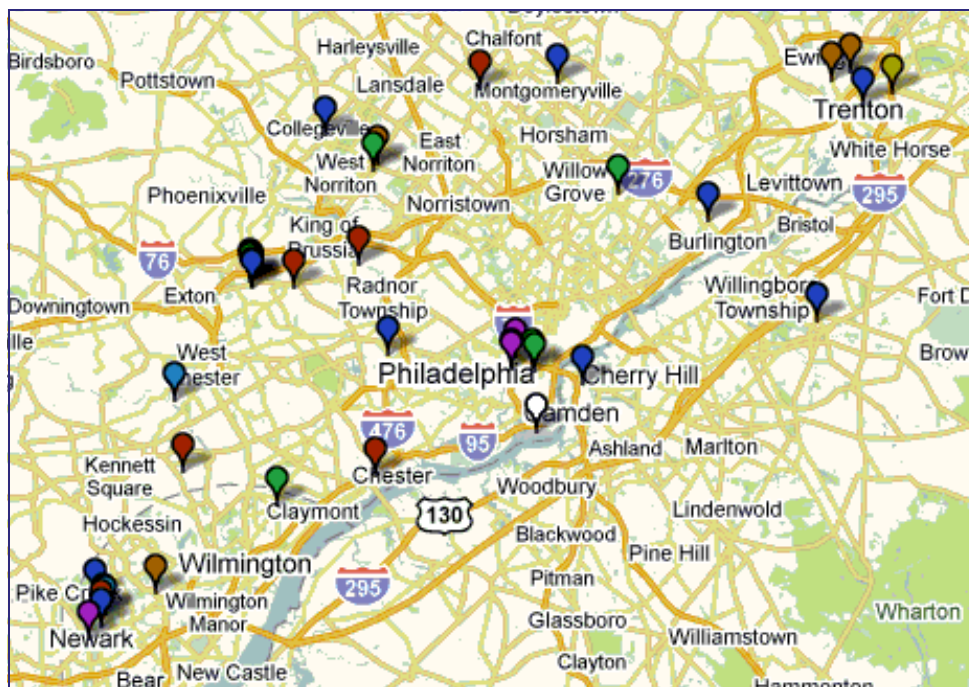 Doylestown
Harleysville
Chalfont
Birdsboro
Ewing
Pottstown
Lansdale
Montgomeryville
Trenton
Collegeville
East
Norriton
Horsham
White Horse
West
Norriton
Willow
Grove
276
Levittown
295
Phoenixville
Norristown
Bristol
King of
Prussia
Burlington
76
Exton
Radnor
Township
Willingboro
Township
Downingtown
Fort D
ville
West
Chester
Philadelphia
Cherry Hill
Brow
Camden
476
95
Ashland
Marlton
Kennett
Square
Chester
Woodbury
Claymont
130
Lindenwold
Hockessin
Blackwood
Pine Hill
Wilmington
295
Pitman
Pike Creek
Wilmington
Manor
Glassboro
Wharton
Newark
Williamstown
Clayton
Bear
New Castle
Hammonton